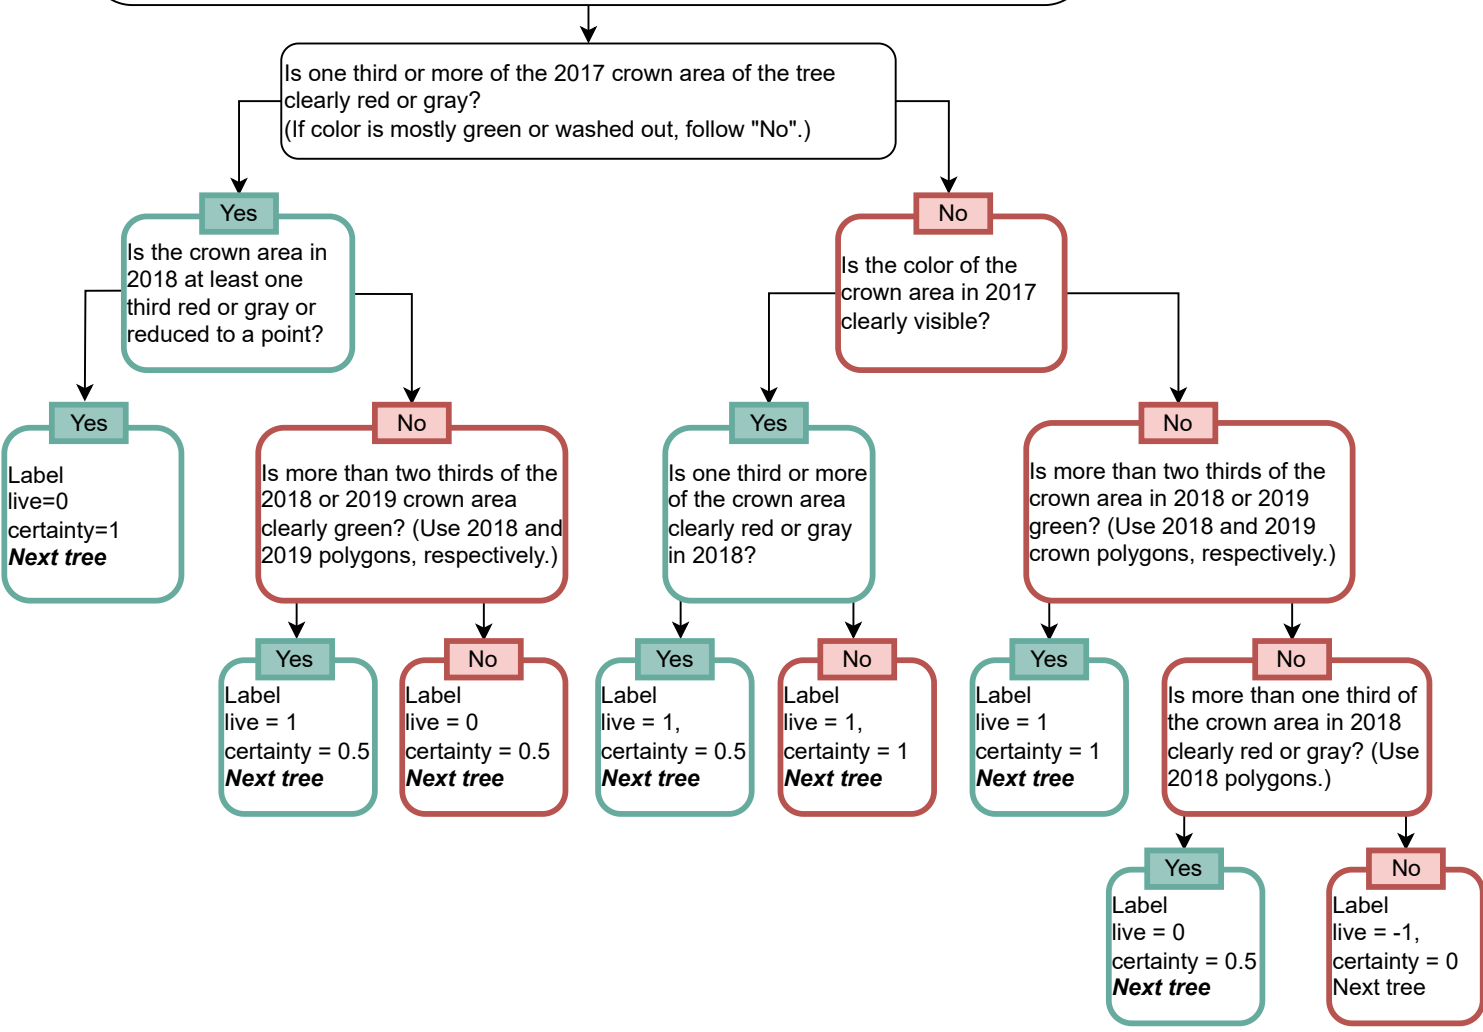 Is one third or more of the 2017 crown area of the tree
clearly red or gray?
(If color is mostly green or washed out, follow "No".)
Yes
Is the crown area in
2018 at least one
third red or gray or
reduced to a point?
No
Is the color of the
crown area in 2017
clearly visible?
Yes
Label
live=0
certainty=1
Next tree
No
Is more than two thirds of the
2018 or 2019 crown area
clearly green? (Use 2018 and
2019 polygons, respectively.)
Yes
Is one third or more
of the crown area
clearly red or gray
in 2018?
No
Is more than two thirds of the
crown area in 2018 or 2019
green? (Use 2018 and 2019
crown polygons, respectively.)
Yes
Label
live = 1
certainty = 0.5
Next tree
No
Label
live = 0
certainty = 0.5
Next tree
Yes
Label
live = 1,
certainty = 0.5
Next tree
No
Label
live = 1,
certainty = 1
Next tree
Yes
Label
live = 1
certainty = 1
Next tree
No
Is more than one third of
the crown area in 2018
clearly red or gray? (Use
2018 polygons.)
Yes
Label
live = 0
certainty = 0.5
Next tree
No
Label
live = -1,
certainty = 0
Next tree